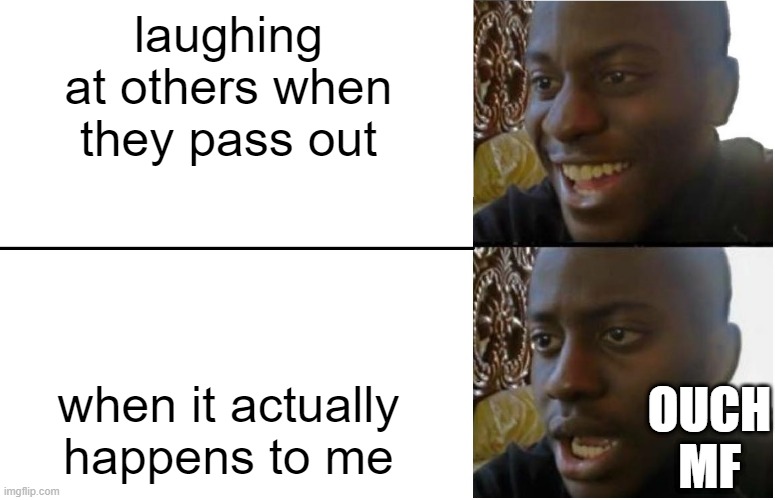 laughing
at others when
they pass out
when it actually
happens to me
OUCH
MF
imgflip.com